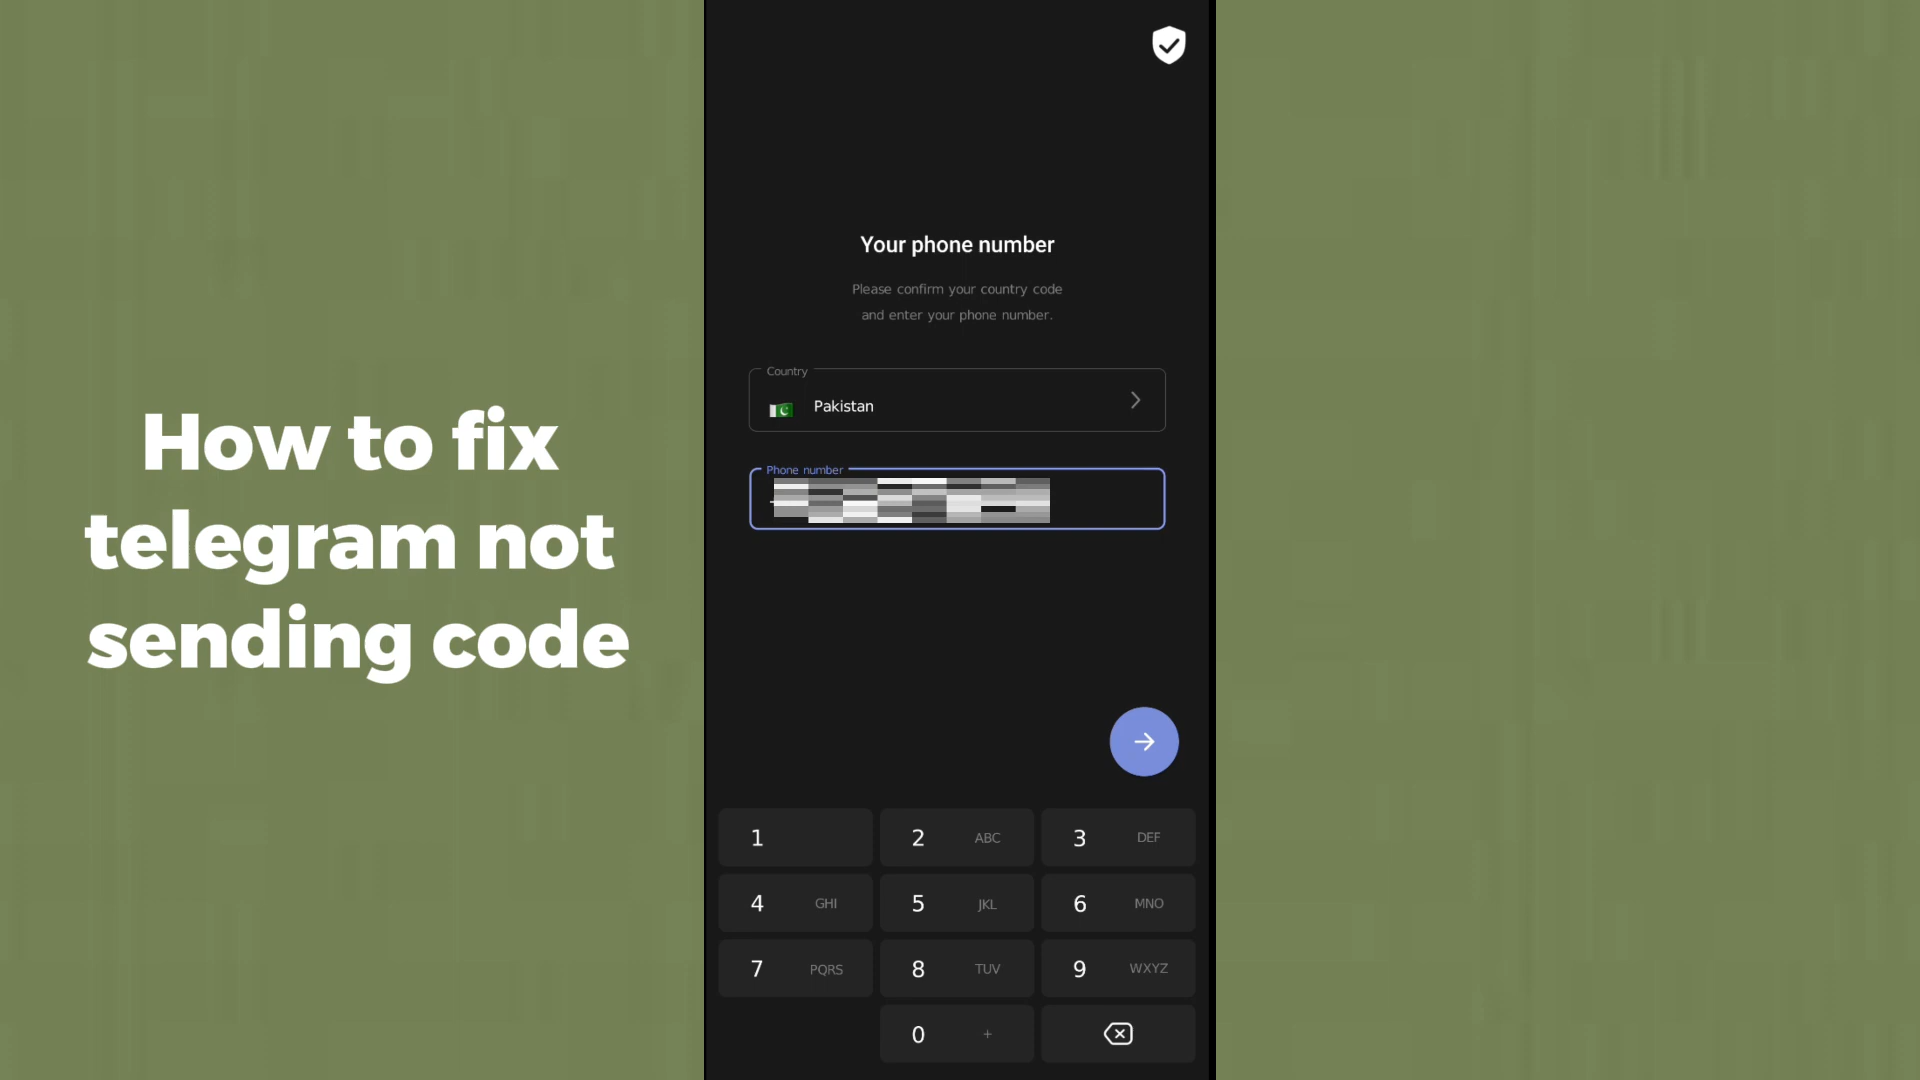 How to fix
telegram not
sending code
Your phone number
Please confirm your country code
and enter your phone number.
Country
Pakistan
Phone number
1
2 ABC
3 DEF
4 GHI
5 JKL
6 MNO
7 PQRS
8 TUV
9 WXYZ
0 +